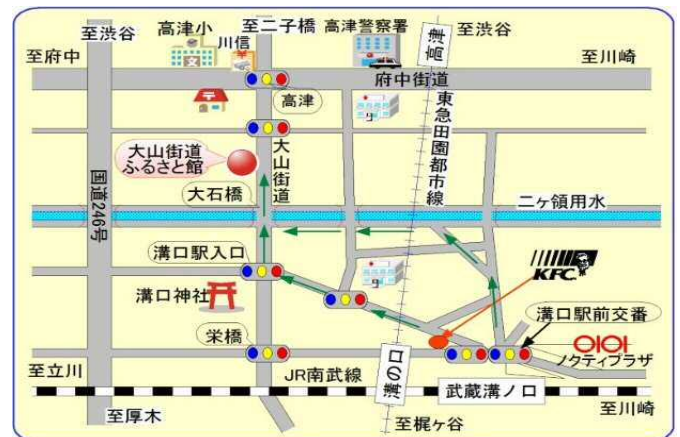 至渋谷
高津小
川信
至二子橋
高津警察署
高津
至渋谷
至府中
府中街道
至川崎
高津
大山街道
ふるさと館
大山街道
東急田園都市線
国道246号
大石橋
二ヶ領用水
溝口駅入口
KFC
溝口神社
溝口駅前交番
栄橋
OIOI
ノクティプラザ
至立川
JR南武線
溝の口
武蔵溝ノ口
至川崎
至厚木
至梶ヶ谷